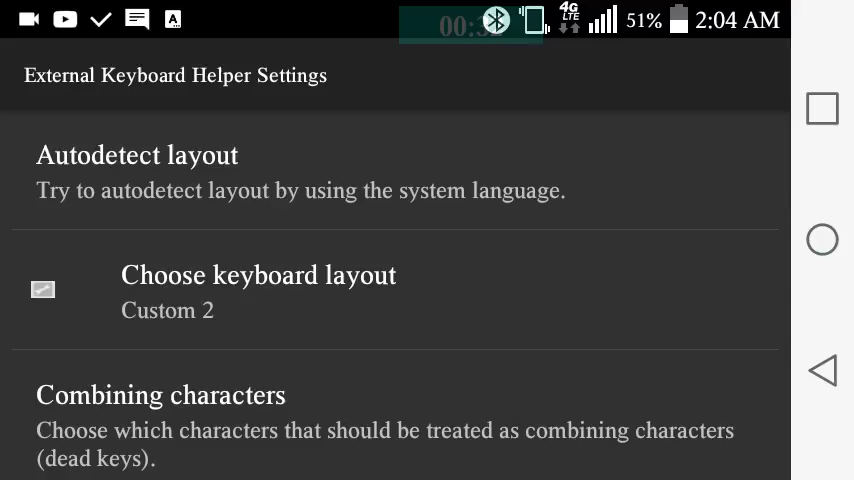 4G
LTE
51% 2:04 AM
External Keyboard Helper Settings
Autodetect layout
Try to autodetect layout by using the system language.
Choose keyboard layout
Custom 2
Combining characters
Choose which characters that should be treated as combining characters
(dead keys).